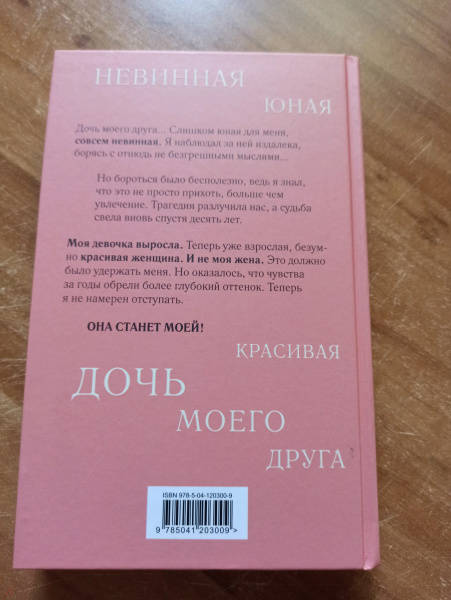 НЕВИННАЯ
ЮНАЯ
Дочь моего друга... Слишком юная для меня,
совсем невинная. Я наблюдал за ней издалека,
борясь с отнюдь не безгрешными мыслями...
Но бороться было бесполезно, ведь я знал,
что это не просто прихоть, больше чем
увлечение. Трагедия разлучила нас, а судьба
свела вновь спустя десять лет.
Моя девочка выросла. Теперь уже взрослая, безум-
но красивая женщина. И не моя жена. Это должно
было удержать меня. Но оказалось, что чувства
за годы обрели более глубокий оттенок. Теперь
я не намерен отступать.
ОНА СТАНЕТ МОЕЙ!
КРАСИВАЯ
ДОЧЬ
МОЕГО
ДРУГА
ISBN 978-5-04-120300-9
9 785041 203009 >